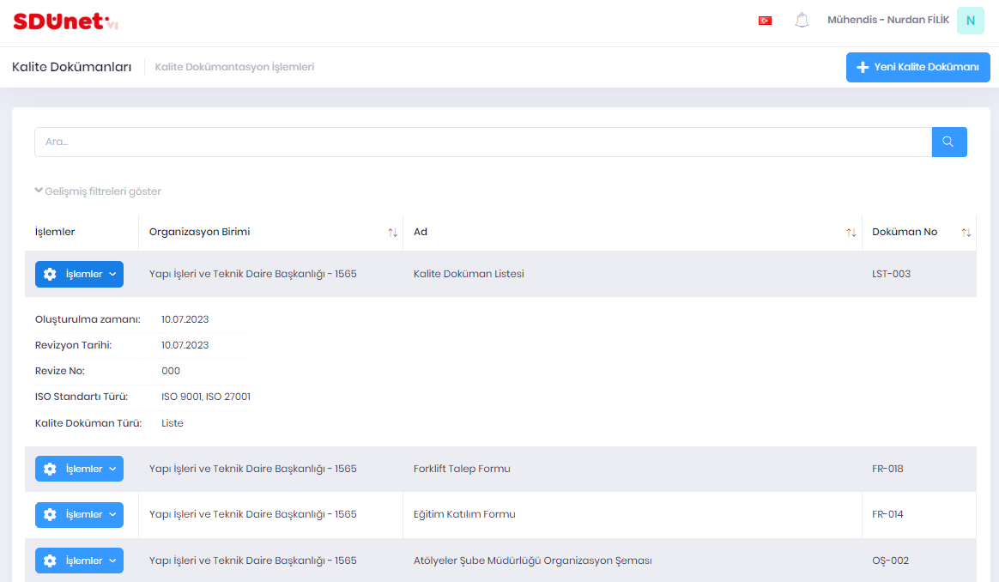 SDÜnet v1
Mühendis - Nurdan FİLİK N
Kalite Dokümanları Kalite Dokümantasyon İşlemleri Yeni Kalite Dokümanı
Ara...
Gelişmiş filtreleri göster
İşlemler Organizasyon Birimi Ad Doküman No
İşlemler Yapı İşleri ve Teknik Daire Başkanlığı - 1565 Kalite Doküman Listesi LST-003
Oluşturulma zamanı: 10.07.2023
Revizyon Tarihi: 10.07.2023
Revize No: 000
ISO Standartı Türü: ISO 9001, ISO 27001
Kalite Doküman Türü: Liste
İşlemler Yapı İşleri ve Teknik Daire Başkanlığı - 1565 Forklift Talep Formu FR-018
İşlemler Yapı İşleri ve Teknik Daire Başkanlığı - 1565 Eğitim Katılım Formu FR-014
İşlemler Yapı İşleri ve Teknik Daire Başkanlığı - 1565 Atölyeler Şube Müdürlüğü Organizasyon Şeması OŞ-002